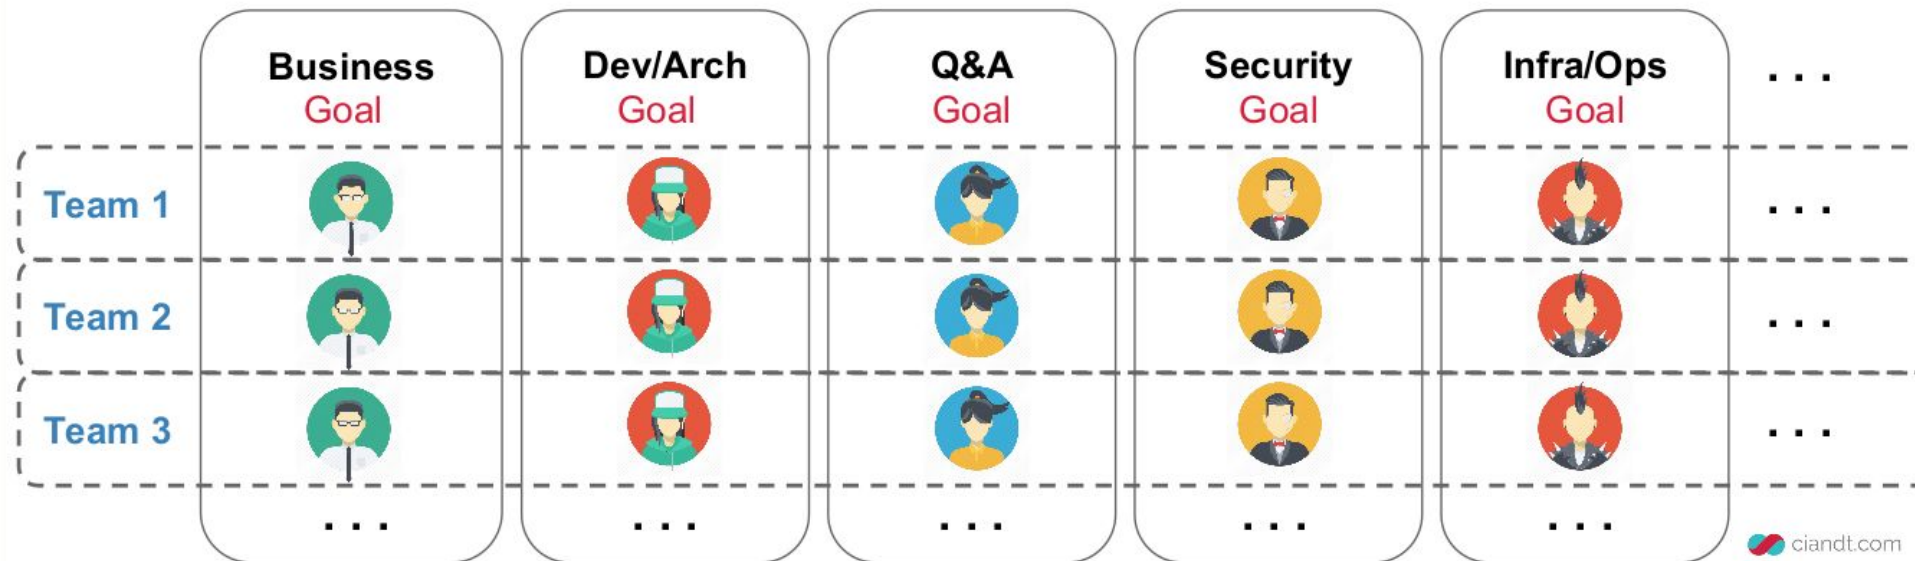 Business Dev/Arch Q&A Security Infra/Ops ...
Goal Goal Goal Goal Goal
Team 1 ...
Team 2 ...
Team 3 ...
... ... ... ... ...
ciandt.com